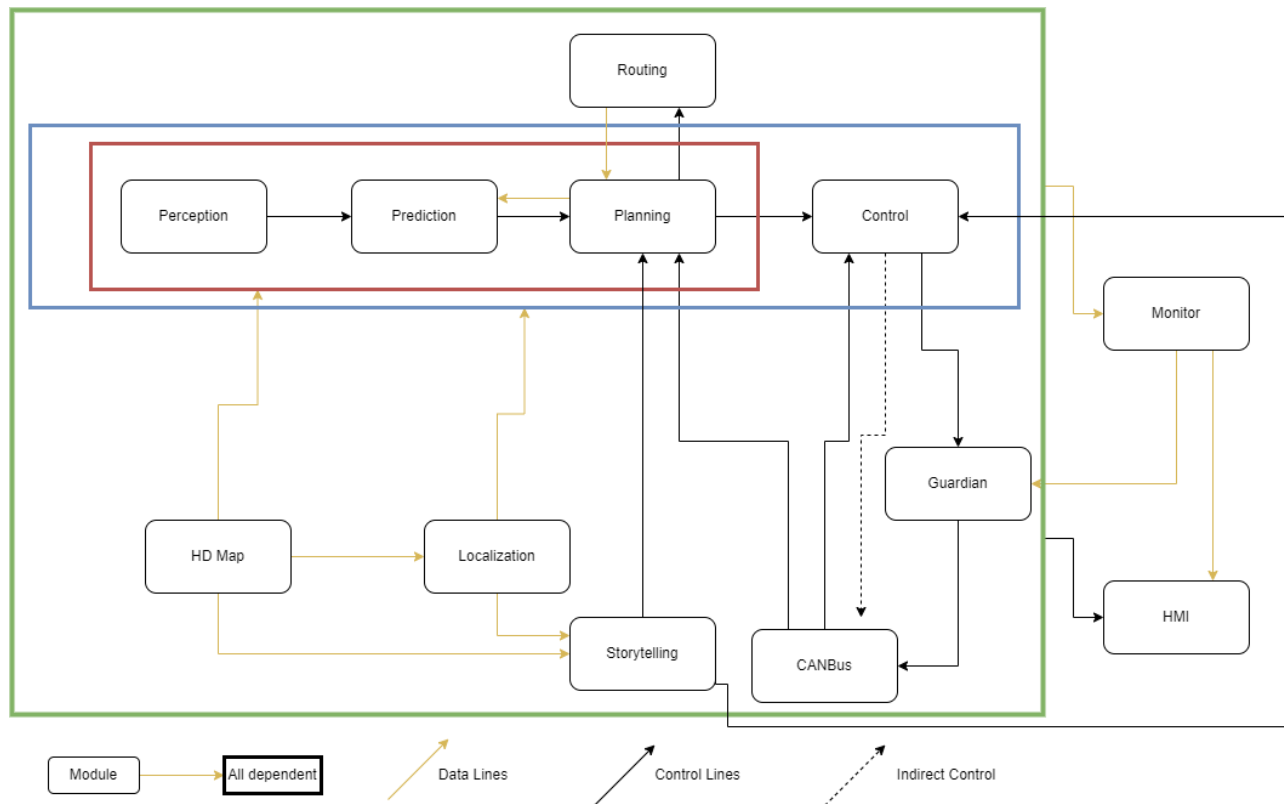 Routing
Perception
Prediction
Planning
Control
Monitor
Guardian
HD Map
Localization
HMI
Storytelling
CANBus
Module
All dependent
Data Lines
Control Lines
Indirect Control